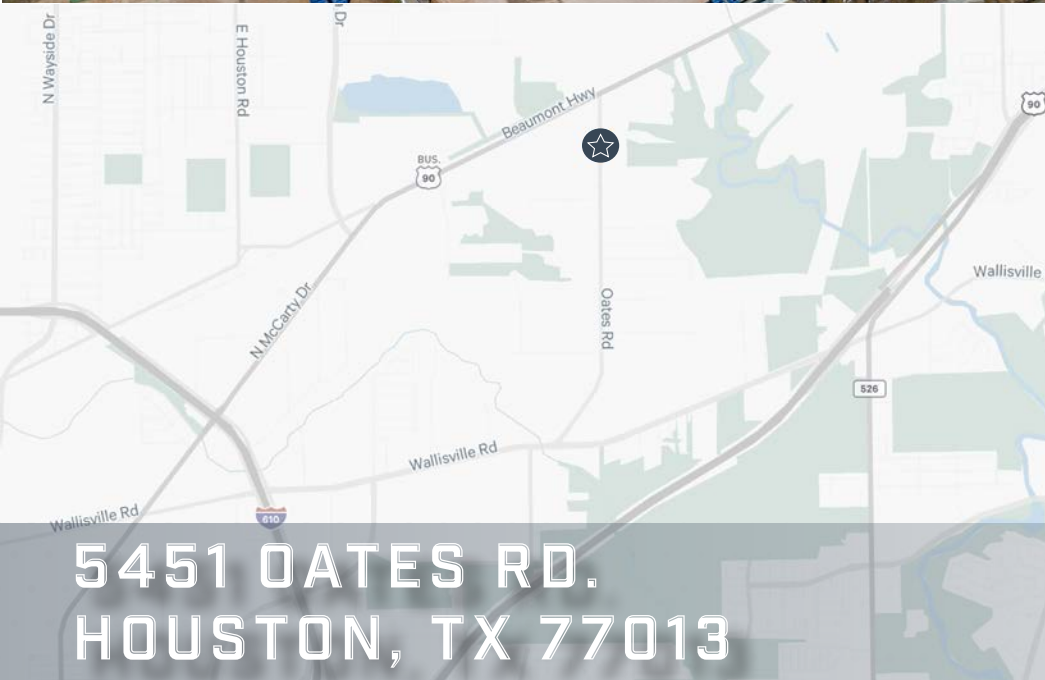 N Wayside Dr
E Houston Rd
Dr
Beaumont Hwy
90
BUS.
90
Oates Rd
Wallisville
N McCarty Dr
526
Wallisville Rd
Wallisville Rd
610
5451 OATES RD.
HOUSTON, TX 77013